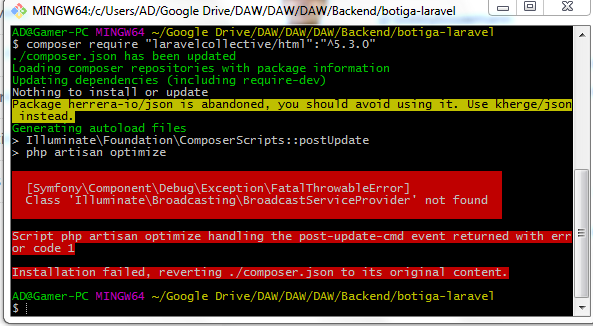 MINGW64:/c/Users/AD/Google Drive/DAW/DAW/DAW/Backend/botiga-laravel
AD@Gamer-PC MINGW64 ~/Google Drive/DAW/DAW/DAW/Backend/botiga-laravel
$ composer require "laravelcollective/html":"^5.3.0"
./composer.json has been updated
Loading composer repositories with package information
Updating dependencies (including require-dev)
Nothing to install or update
Package herrera-io/json is abandoned, you should avoid using it. Use kherge/json
instead.
Generating autoload files
> Illuminate\Foundation\ComposerScripts::postUpdate
> php artisan optimize
[Symfony\Component\Debug\Exception\FatalThrowableError]
Class 'Illuminate\Broadcasting\BroadcastServiceProvider' not found
Script php artisan optimize handling the post-update-cmd event returned with err
or code 1
Installation failed, reverting ./composer.json to its original content.
AD@Gamer-PC MINGW64 ~/Google Drive/DAW/DAW/DAW/Backend/botiga-laravel
$